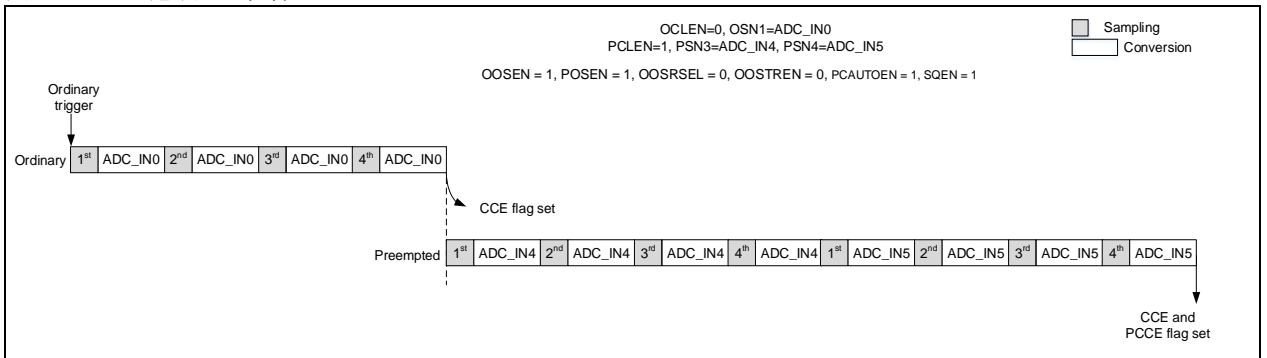 OCLEN=0, OSN1=ADC_IN0
PCLEN=1, PSN3=ADC_IN4, PSN4=ADC_IN5
OOSEN = 1, POSEN = 1, OOSRSEL = 0, OOSTREN = 0, PCAUTOEN = 1, SQEN = 1
Sampling
Conversion
Ordinary
trigger
Ordinary 1st ADC_IN0 2nd ADC_IN0 3rd ADC_IN0 4th ADC_IN0
CCE flag set
Preempted 1st ADC_IN4 2nd ADC_IN4 3rd ADC_IN4 4th ADC_IN4 1st ADC_IN5 2nd ADC_IN5 3rd ADC_IN5 4th ADC_IN5
CCE and
PCCE flag set